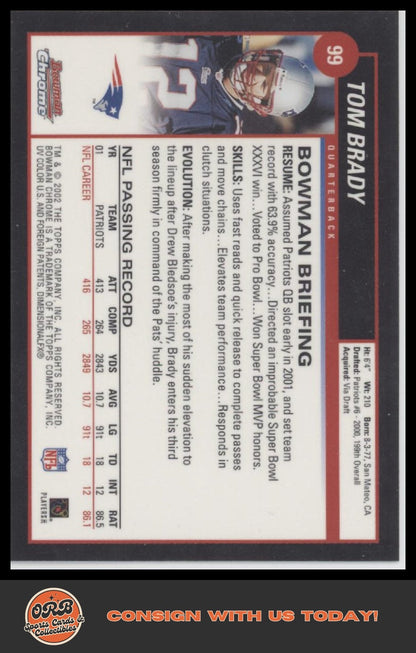 99
TOM BRADY
QUARTERBACK
Ht: 6'4" Wt: 210 Born: 8-3-77, San Mateo, CA
Drafted: Patriots #6 - 2000, 199th Overall
Acquired: Via Draft
12
Bowman
Chrome
BOWMAN BRIEFING
RESUME: Assumed Patriots QB slot early in 2001, and set team
record with 63.9% accuracy...Directed an improbable Super Bowl
XXXVI win...Voted to Pro Bowl...Won Super Bowl MVP honors.
SKILLS: Uses fast reads and quick release to complete passes
and move chains...Elevates team performance...Responds in
clutch situations.
EVOLUTION: After making the most of his sudden elevation to
the lineup after Drew Bledsoe's injury, Brady enters his third
season firmly in command of the Pats' huddle.
NFL PASSING RECORD
YR TEAM ATT COMP YDS AVG LG TD INT RAT
01 PATRIOTS 413 264 2843 10.7 91t 18 12 86.5
NFL CAREER 416 265 2849 10.7 91t 18 12 86.1
TM & © 2002 THE TOPPS COMPANY, INC. ALL RIGHTS RESERVED.
BOWMAN CHROME IS A TRADEMARK OF THE TOPPS COMPANY, INC.
UV COLOR U.S. AND FOREIGN PATENTS, DIMENSIONALFX®
NFL
PLAYERS
ORB
Sports Cards &
Collectibles
CONSIGN WITH US TODAY!